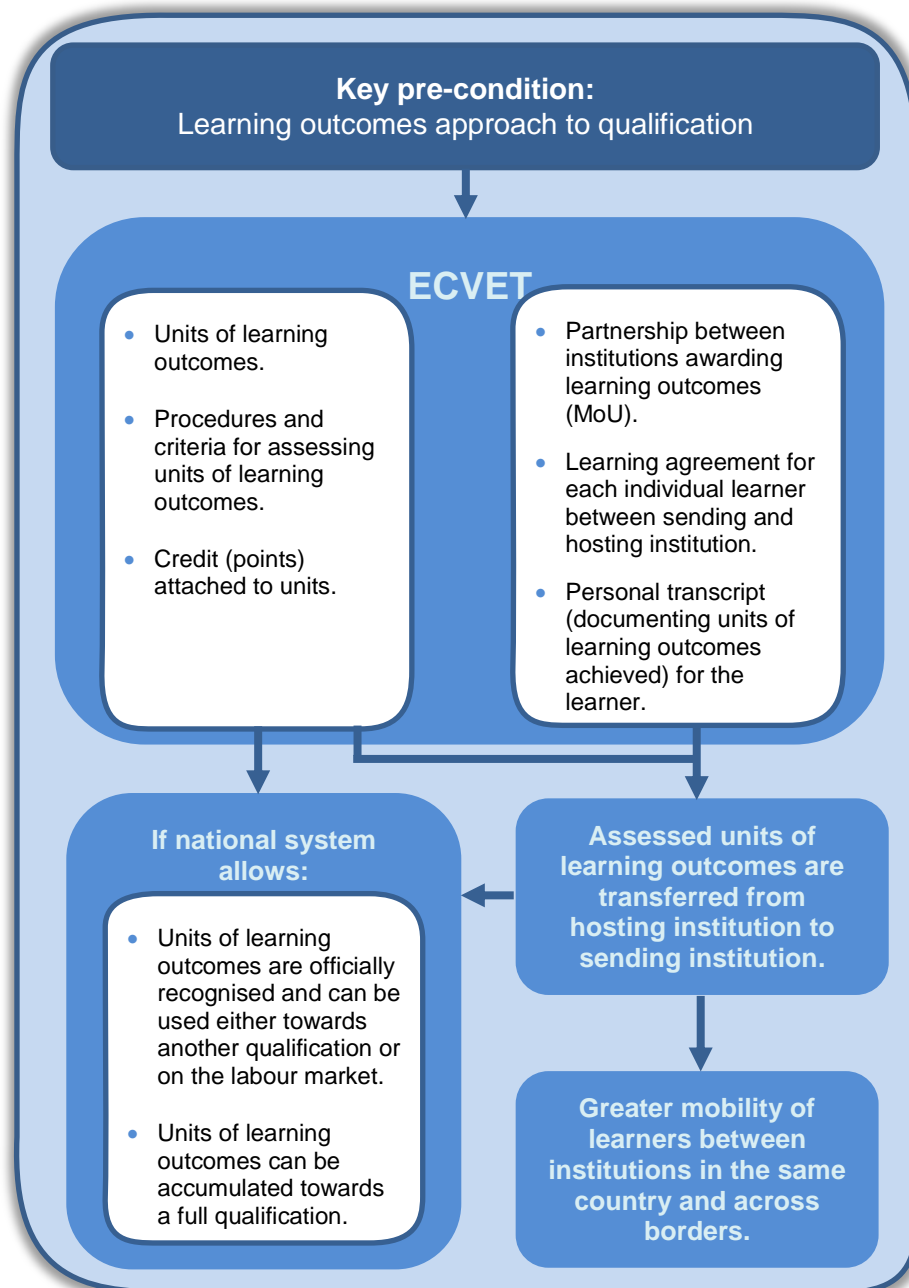 Key pre-condition:
Learning outcomes approach to qualification
ECVET
• Units of learning
outcomes.
• Procedures and
criteria for assessing
units of learning
outcomes.
• Credit (points)
attached to units.
• Partnership between
institutions awarding
learning outcomes
(MoU).
• Learning agreement for
each individual learner
between sending and
hosting institution.
• Personal transcript
(documenting units of
learning outcomes
achieved) for the
learner.
If national system
allows:
• Units of learning
outcomes are officially
recognised and can be
used either towards
another qualification or
on the labour market.
• Units of learning
outcomes can be
accumulated towards
a full qualification.
Assessed units of
learning outcomes are
transferred from
hosting institution to
sending institution.
Greater mobility of
learners between
institutions in the same
country and across
borders.